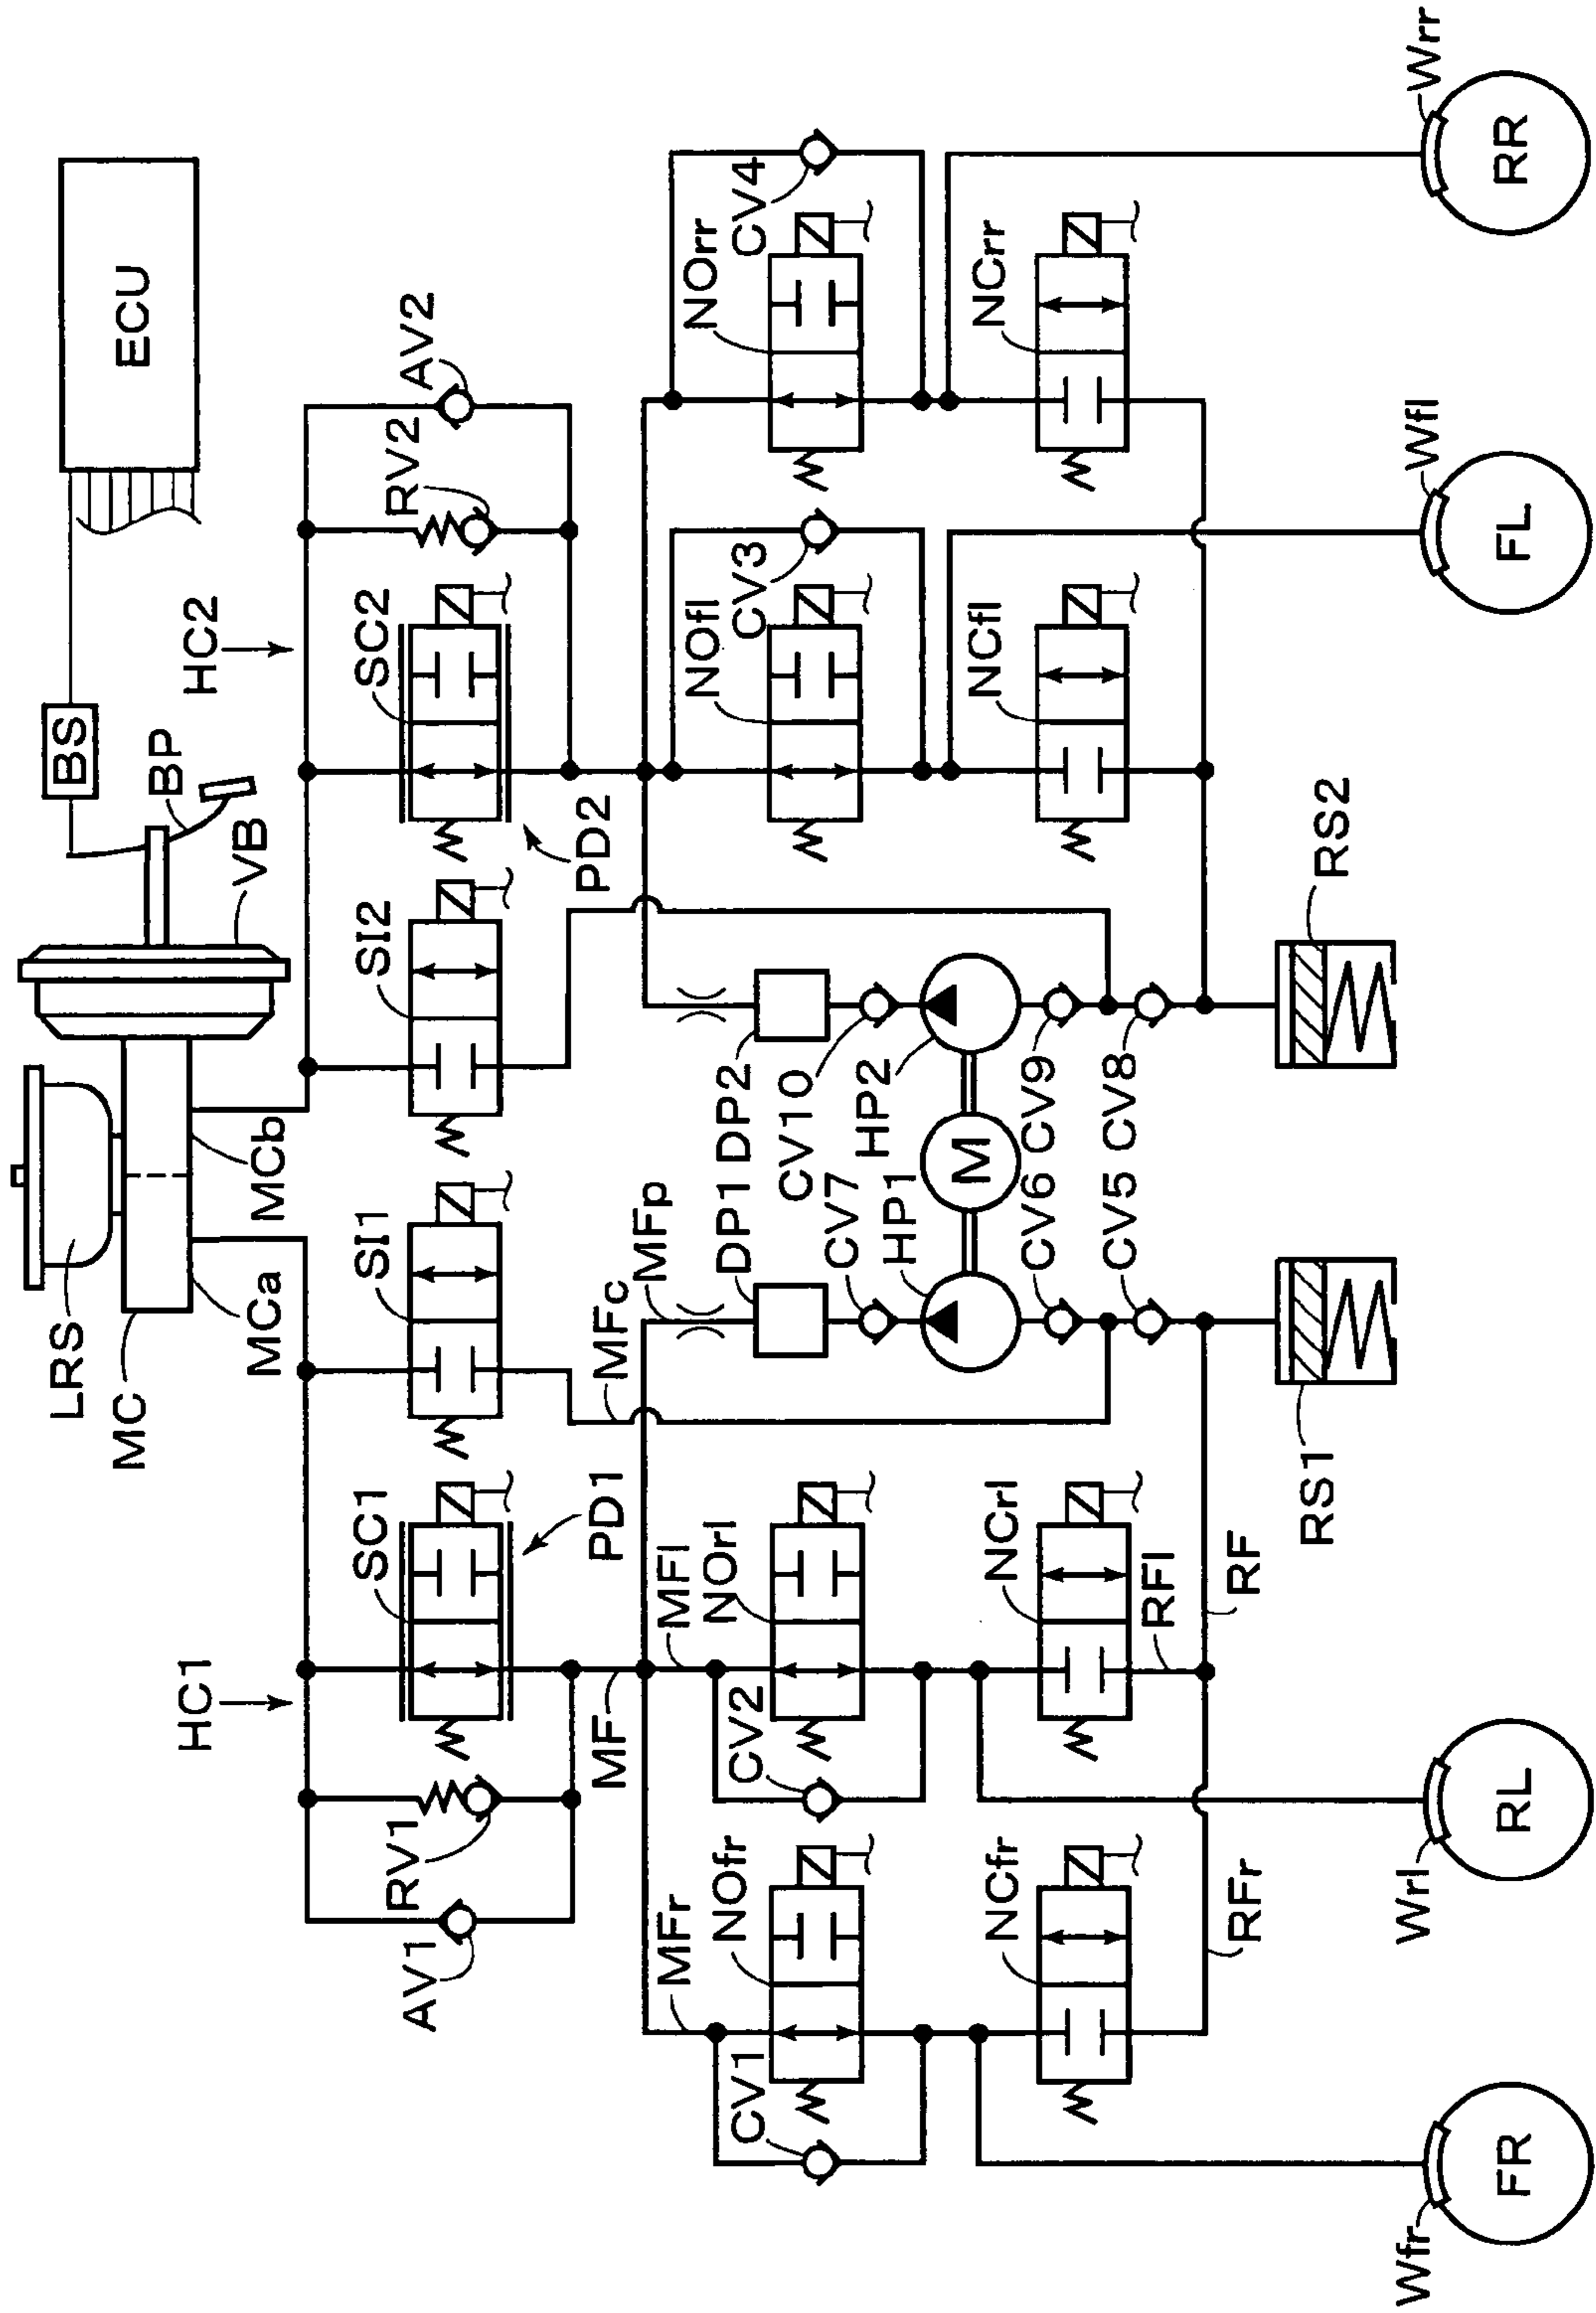 ECU
BS
BP
VB
LRS
MC
MCa
MCb
HC1
HC2
AV1
RV1
SC1
SI1
SI2
SC2
RV2
AV2
PD1
PD2
MF
MFr
MFl
MFc
MFp
CV1
NOfr
CV2
NOrl
DP1
DP2
CV7
CV10
HP1
M
HP2
NOfl
CV3
NOrr
CV4
NCfr
NCrl
CV6
CV9
CV5
CV8
NCfl
NCrr
RFr
RFl
RF
RS1
RS2
Wfr
FR
Wrl
RL
Wfl
FL
Wrr
RR